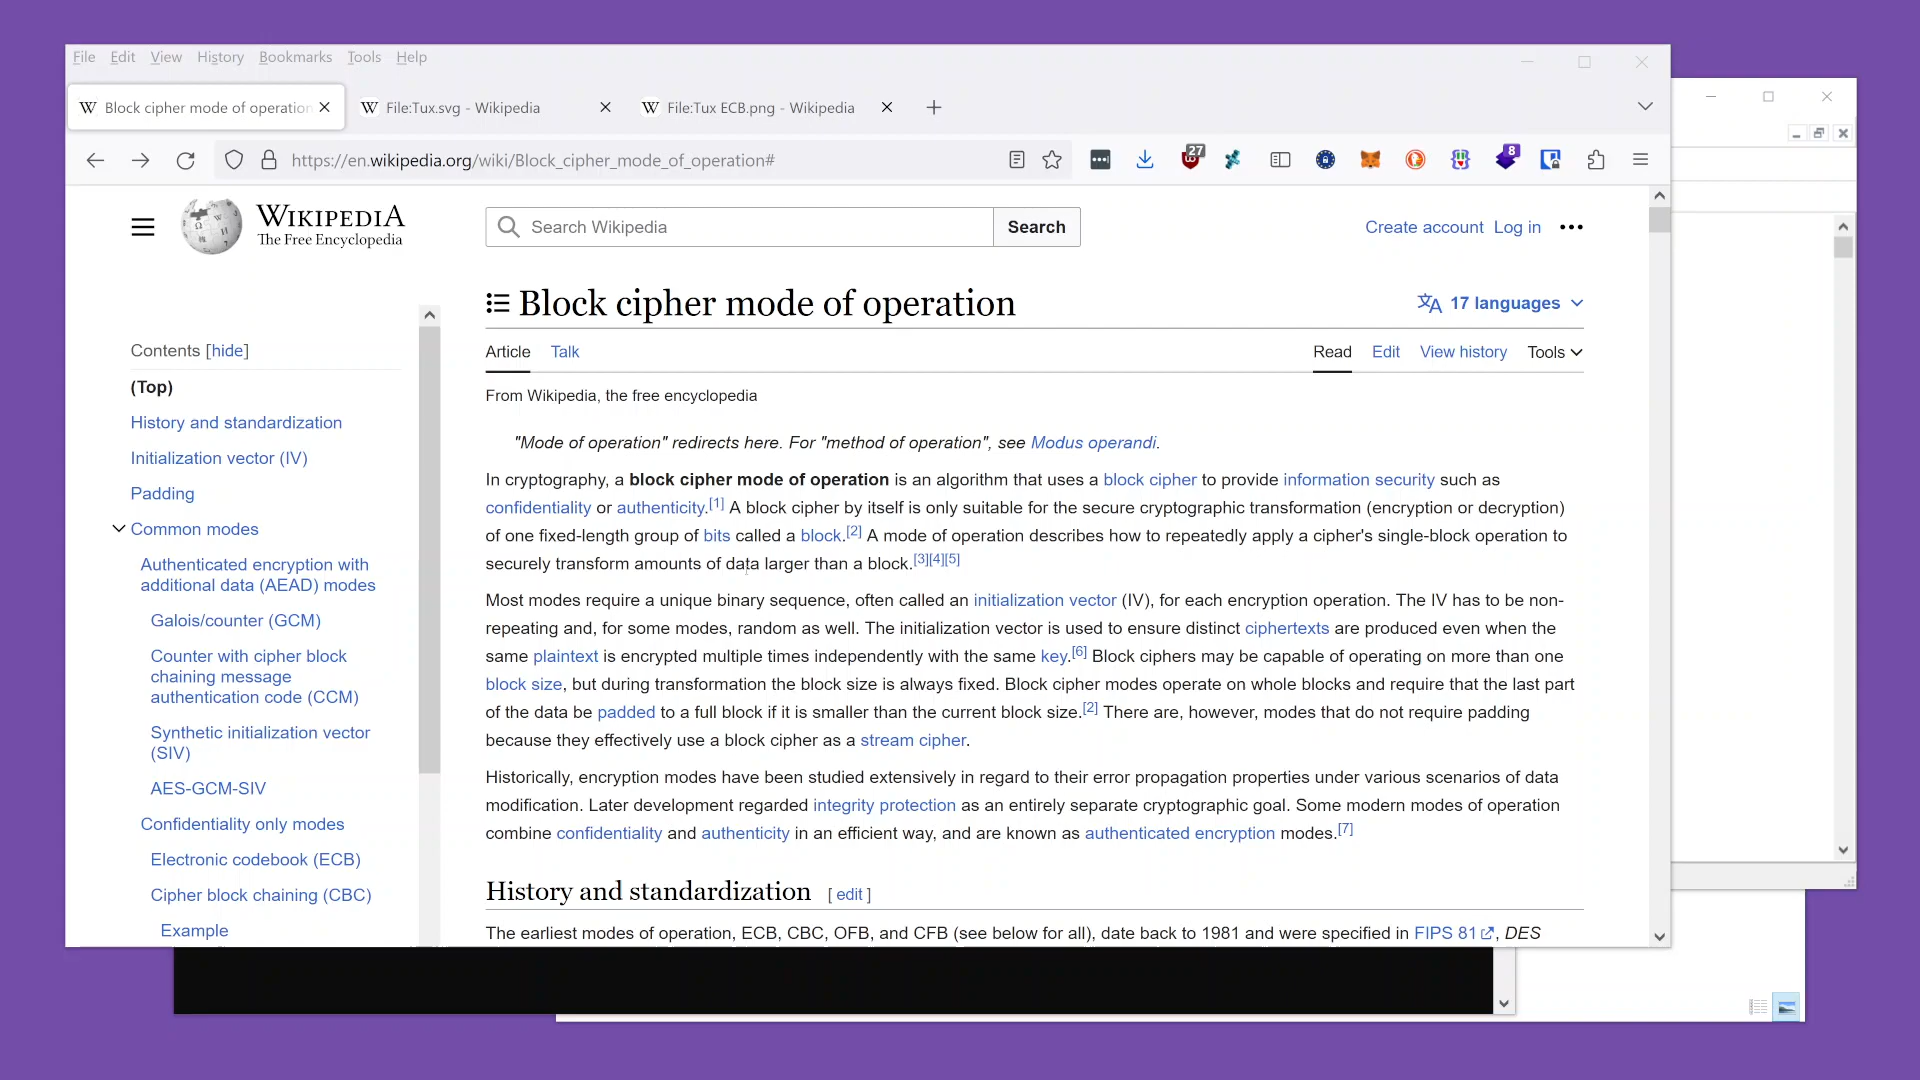 File Edit View History Bookmarks Tools Help
Block cipher mode of operation
File:Tux.svg - Wikipedia
File:Tux ECB.png - Wikipedia
https://en.wikipedia.org/wiki/Block_cipher_mode_of_operation#
27
8
WIKIPEDIA
The Free Encyclopedia
Search Wikipedia
Search
Create account Log in
Block cipher mode of operation
17 languages
Contents [hide]
(Top)
History and standardization
Initialization vector (IV)
Padding
Common modes
Authenticated encryption with
additional data (AEAD) modes
Galois/counter (GCM)
Counter with cipher block
chaining message
authentication code (CCM)
Synthetic initialization vector
(SIV)
AES-GCM-SIV
Confidentiality only modes
Electronic codebook (ECB)
Cipher block chaining (CBC)
Example
Article Talk
Read Edit View history Tools
From Wikipedia, the free encyclopedia
"Mode of operation" redirects here. For "method of operation", see Modus operandi.
In cryptography, a block cipher mode of operation is an algorithm that uses a block cipher to provide information security such as
confidentiality or authenticity.[1] A block cipher by itself is only suitable for the secure cryptographic transformation (encryption or decryption)
of one fixed-length group of bits called a block.[2] A mode of operation describes how to repeatedly apply a cipher's single-block operation to
securely transform amounts of data larger than a block.[3][4][5]
Most modes require a unique binary sequence, often called an initialization vector (IV), for each encryption operation. The IV has to be non-
repeating and, for some modes, random as well. The initialization vector is used to ensure distinct ciphertexts are produced even when the
same plaintext is encrypted multiple times independently with the same key.[6] Block ciphers may be capable of operating on more than one
block size, but during transformation the block size is always fixed. Block cipher modes operate on whole blocks and require that the last part
of the data be padded to a full block if it is smaller than the current block size.[2] There are, however, modes that do not require padding
because they effectively use a block cipher as a stream cipher.
Historically, encryption modes have been studied extensively in regard to their error propagation properties under various scenarios of data
modification. Later development regarded integrity protection as an entirely separate cryptographic goal. Some modern modes of operation
combine confidentiality and authenticity in an efficient way, and are known as authenticated encryption modes.[7]
History and standardization [ edit ]
The earliest modes of operation, ECB, CBC, OFB, and CFB (see below for all), date back to 1981 and were specified in FIPS 81, DES